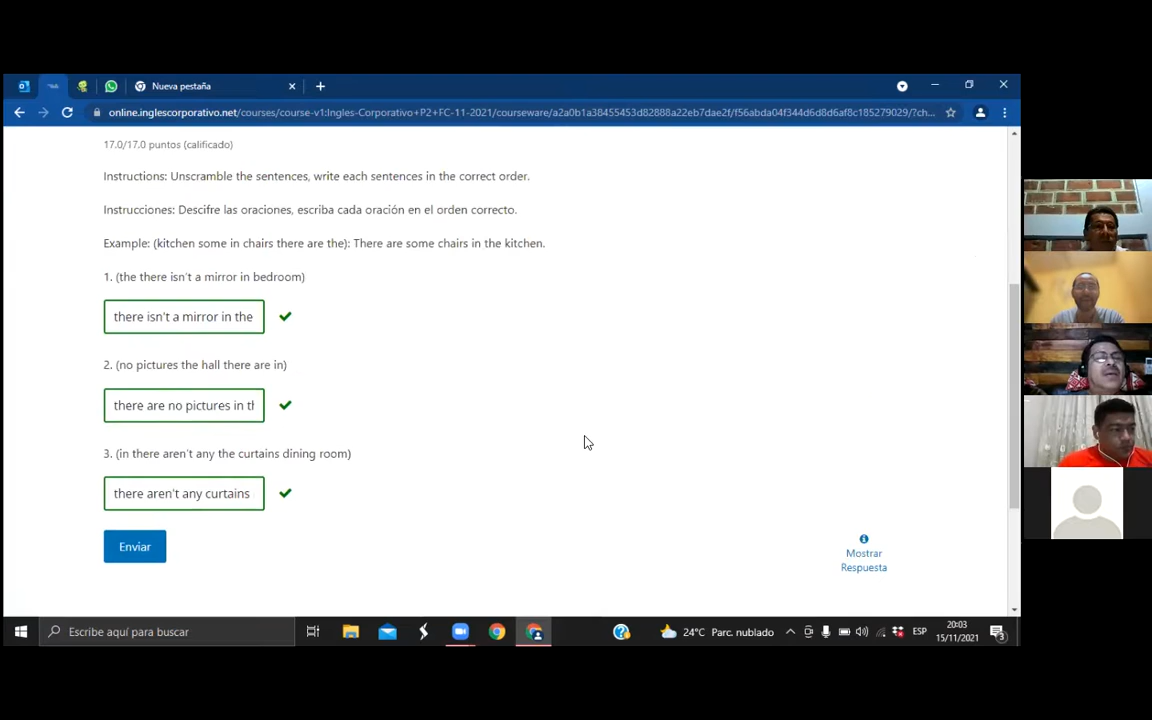 Nueva pestaña
online.inglescorporativo.net/courses/course-v1:Ingles-Corporativo+P2+FC-11-2021/courseware/a2a0b1a38455453d82888a22eb7dae2f/f56abda04f344d6d8d6af8c185279029/?ch...
17.0/17.0 puntos (calificado)
Instructions: Unscramble the sentences, write each sentences in the correct order.
Instrucciones: Descifre las oraciones, escriba cada oración en el orden correcto.
Example: (kitchen some in chairs there are the): There are some chairs in the kitchen.
1. (the there isn't a mirror in bedroom)
there isn't a mirror in the
2. (no pictures the hall there are in)
there are no pictures in th
3. (in there aren't any the curtains dining room)
there aren't any curtains
Enviar
Mostrar
Respuesta
Escribe aquí para buscar
24°C Parc. nublado
ESP
20:03
15/11/2021
3